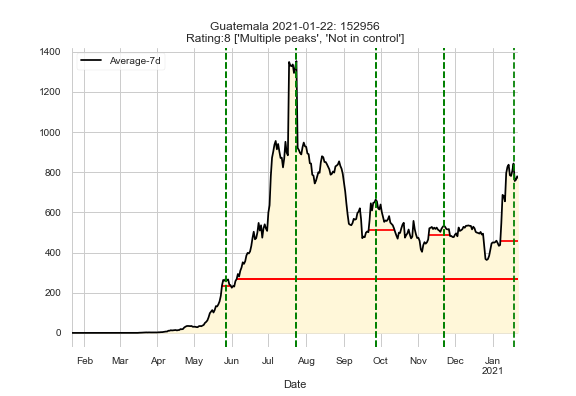 Guatemala 2021-01-22: 152956
Rating:8 ['Multiple peaks', 'Not in control']
1400
Average-7d
1200
1000
800
600
400
200
0
Feb Mar Apr May Jun Jul Aug Sep Oct Nov Dec Jan
2021
Date